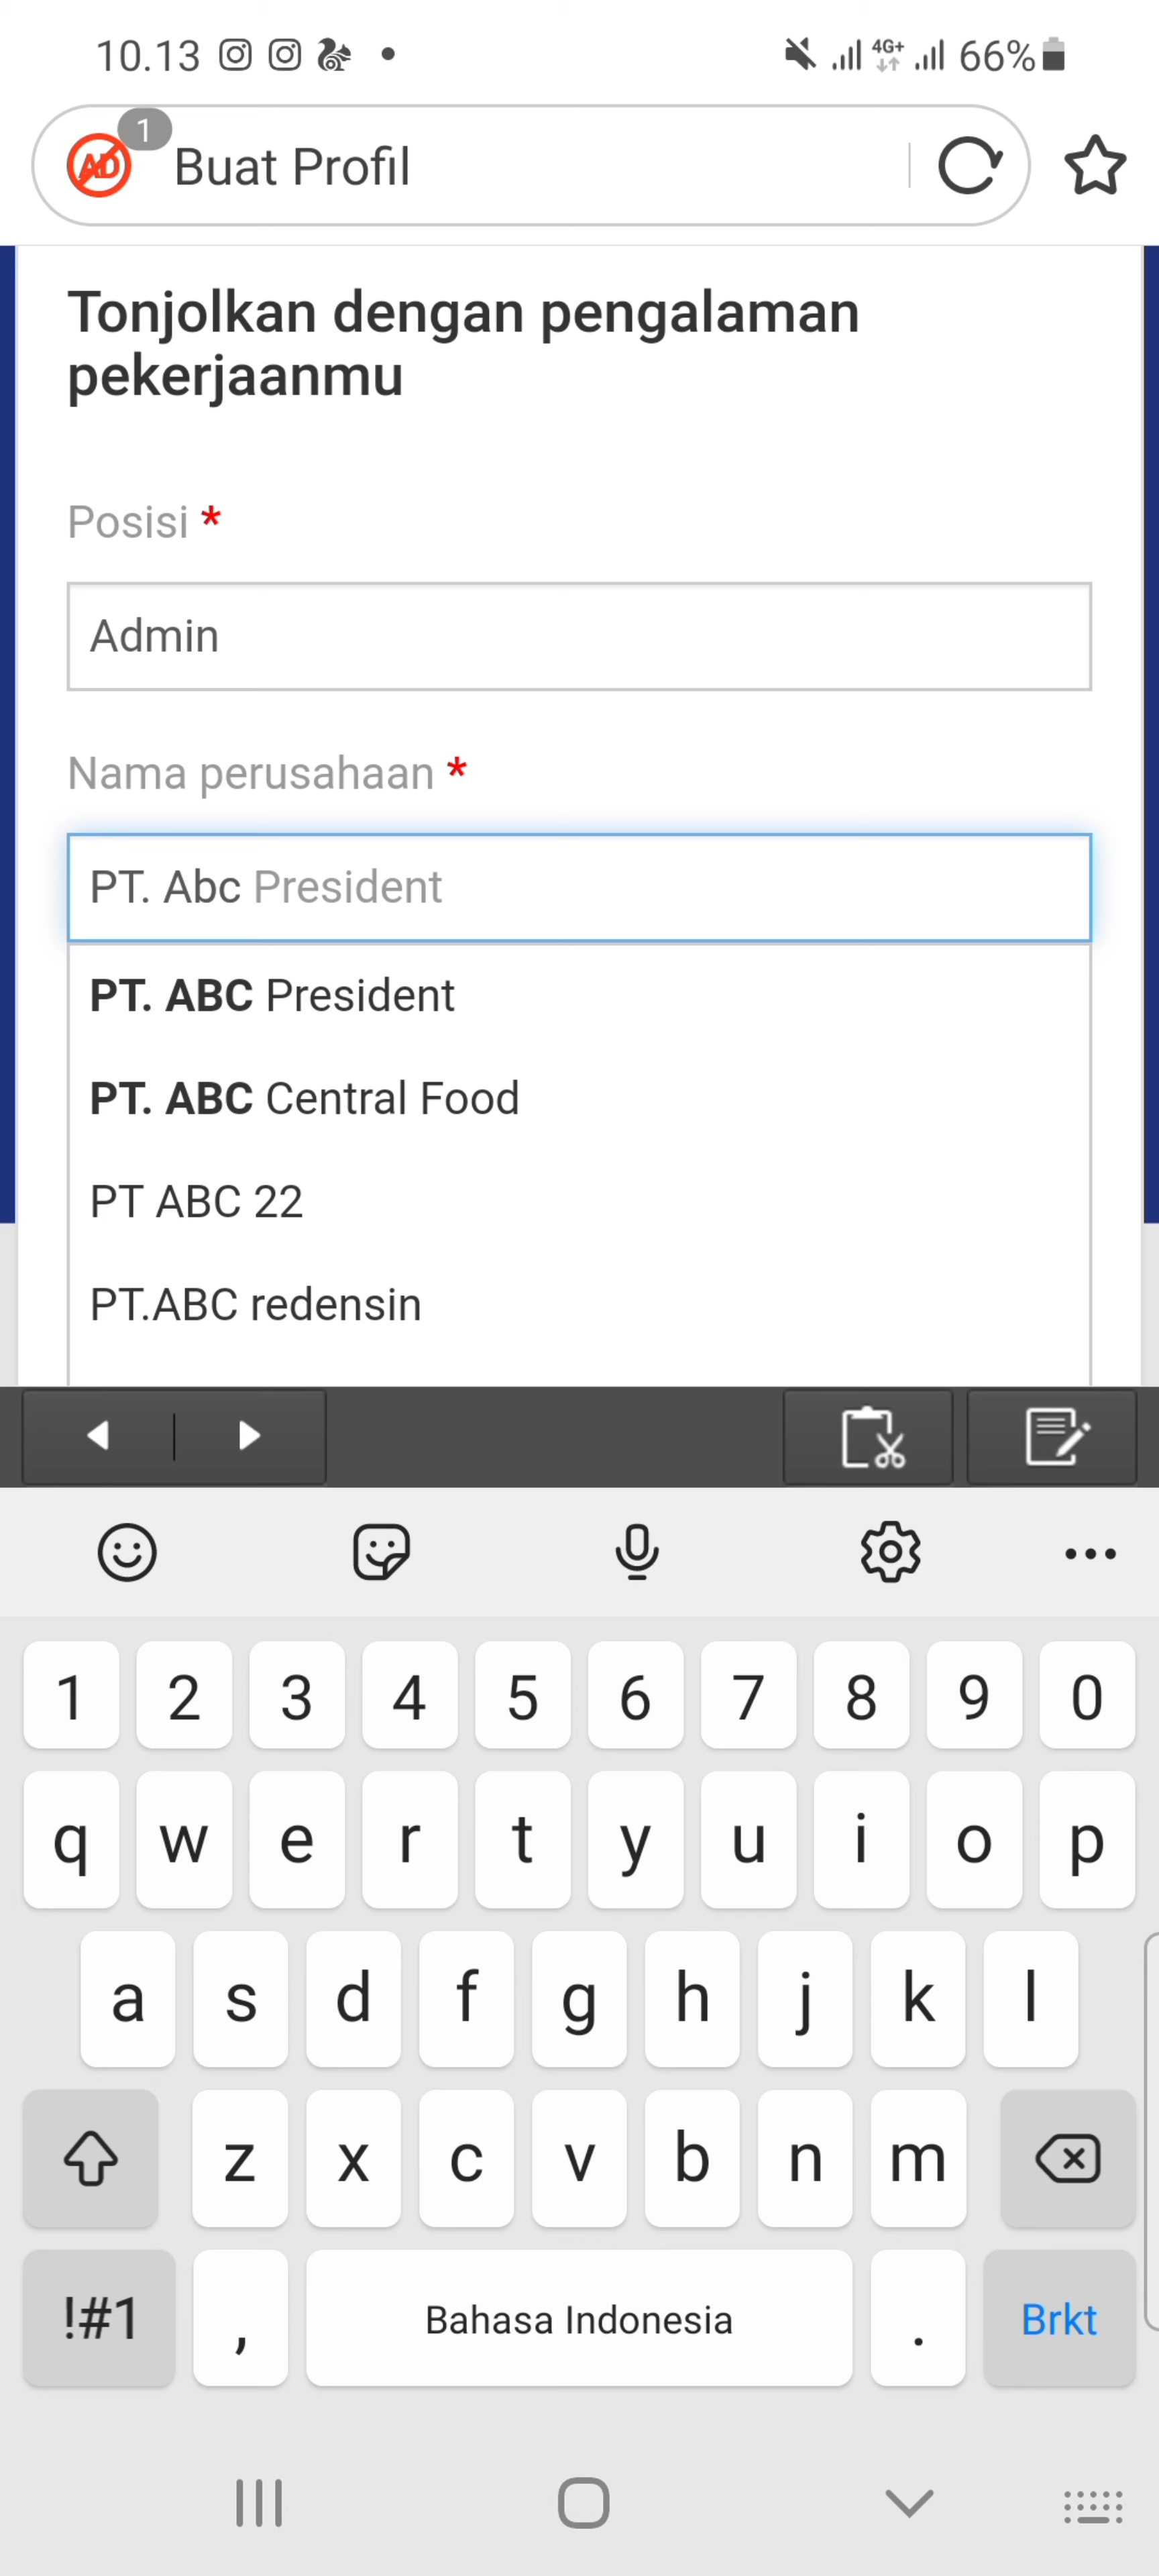 10.13 4G+ 66%
AD 1 Buat Profil
Tonjolkan dengan pengalaman
pekerjaanmu
Posisi *
Admin
Nama perusahaan *
PT. Abc President
PT. ABC President
PT. ABC Central Food
PT ABC 22
PT.ABC redensin
1 2 3 4 5 6 7 8 9 0
q w e r t y u i o p
a s d f g h j k l
z x c v b n m
!#1 , Bahasa Indonesia . Brkt